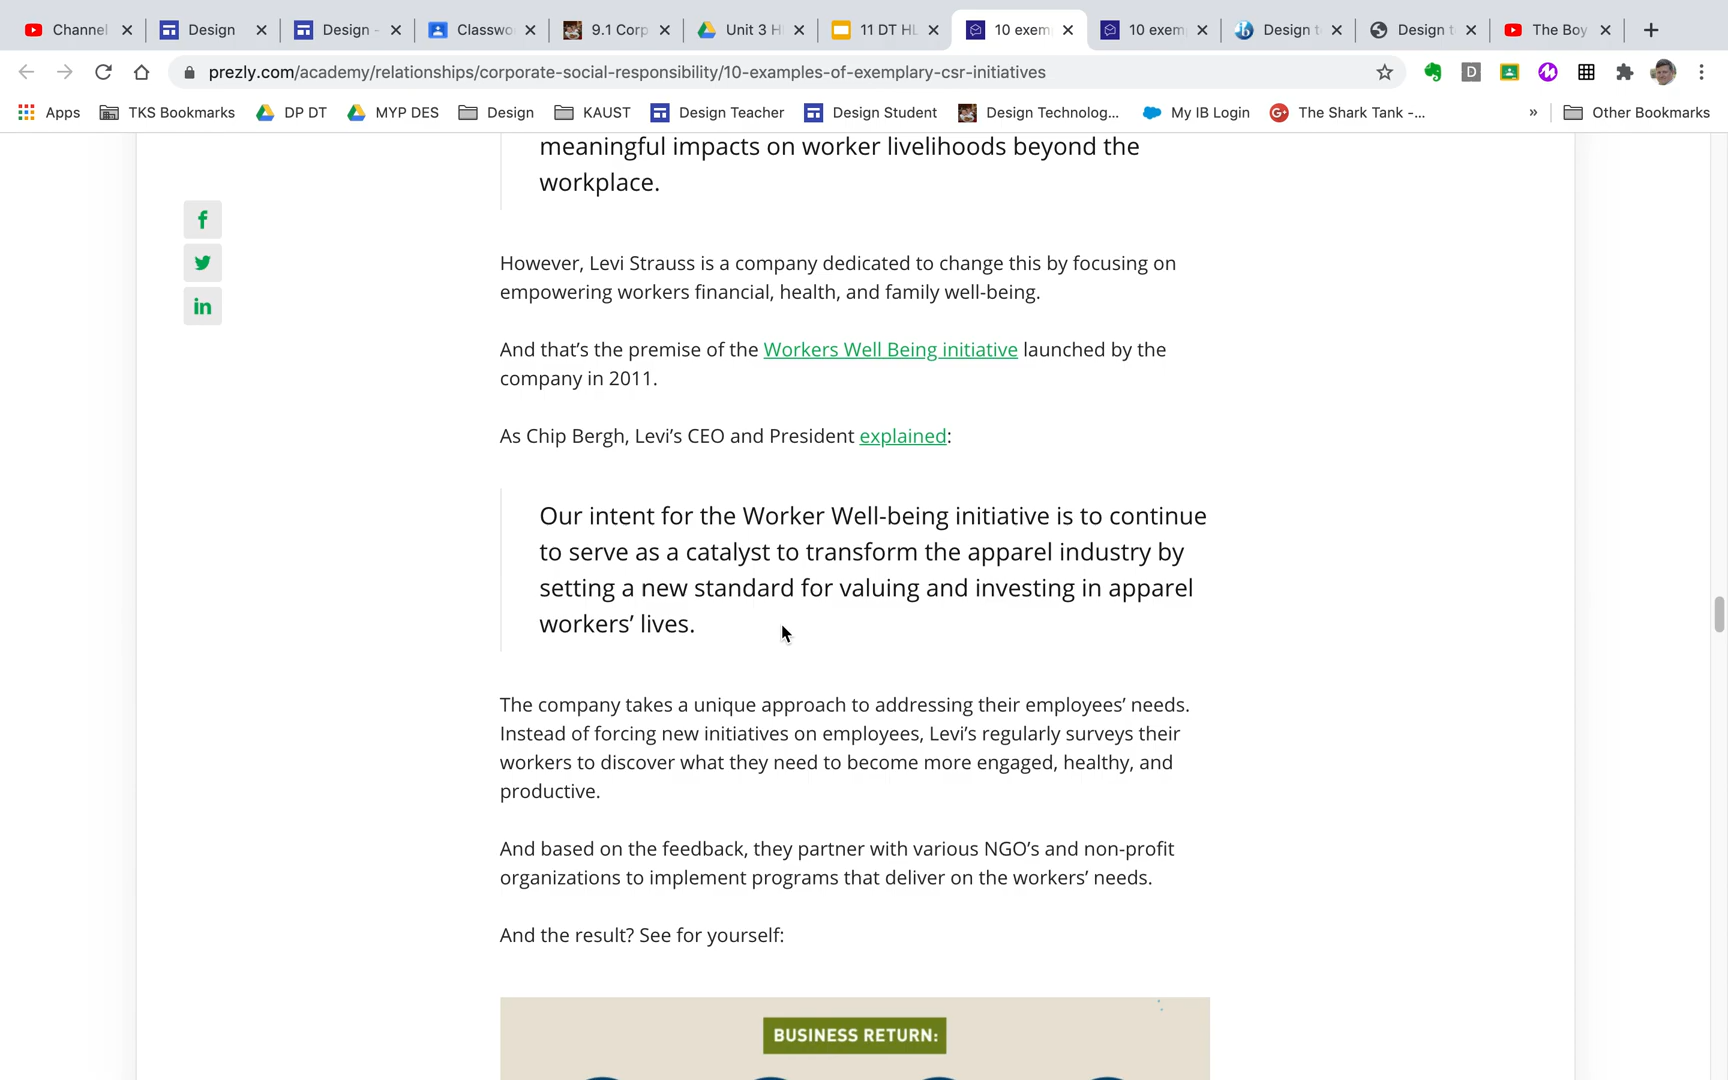 Channel
Design
Design -
Classwo
9.1 Corp
Unit 3 H
11 DT HL
10 exem
10 exem
Design t
Design t
The Boy
prezly.com/academy/relationships/corporate-social-responsibility/10-examples-of-exemplary-csr-initiatives
D
Apps
TKS Bookmarks
DP DT
MYP DES
Design
KAUST
Design Teacher
Design Student
Design Technolog...
My IB Login
G+
The Shark Tank -...
»
Other Bookmarks
meaningful impacts on worker livelihoods beyond the
workplace.
f
in
However, Levi Strauss is a company dedicated to change this by focusing on
empowering workers financial, health, and family well-being.
And that’s the premise of the Workers Well Being initiative launched by the
company in 2011.
As Chip Bergh, Levi’s CEO and President explained:
Our intent for the Worker Well-being initiative is to continue
to serve as a catalyst to transform the apparel industry by
setting a new standard for valuing and investing in apparel
workers’ lives.
The company takes a unique approach to addressing their employees’ needs.
Instead of forcing new initiatives on employees, Levi’s regularly surveys their
workers to discover what they need to become more engaged, healthy, and
productive.
And based on the feedback, they partner with various NGO’s and non-profit
organizations to implement programs that deliver on the workers’ needs.
And the result? See for yourself:
BUSINESS RETURN: